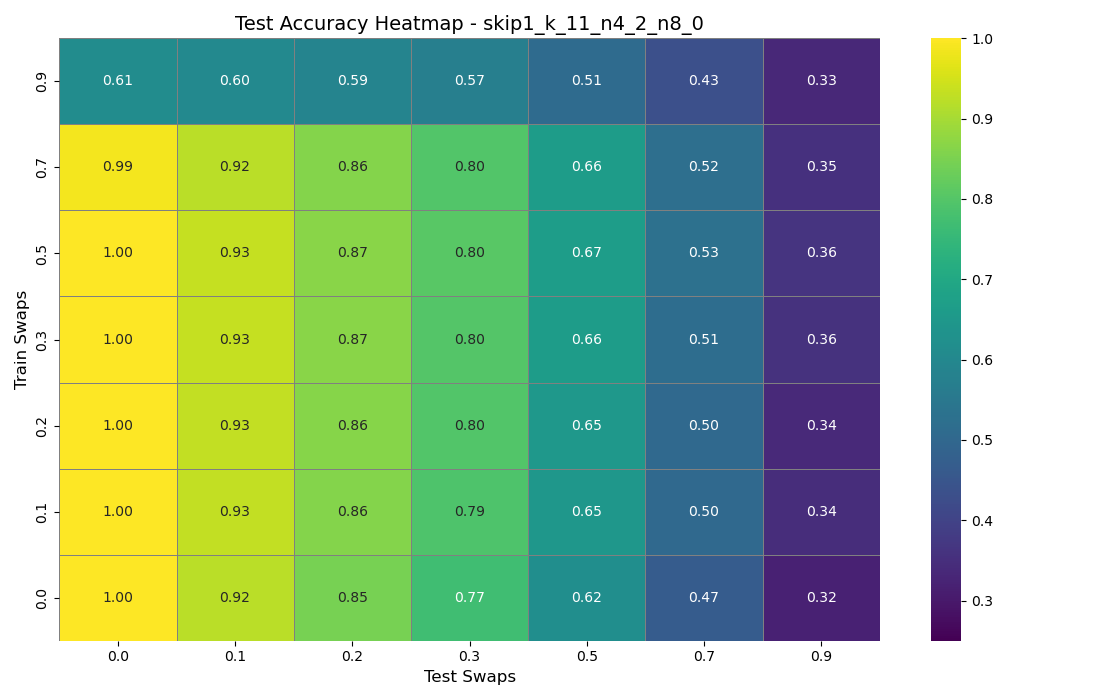 Test Accuracy Heatmap - skip1_k_11_n4_2_n8_0
Train Swaps
0.9 0.61 0.60 0.59 0.57 0.51 0.43 0.33
0.7 0.99 0.92 0.86 0.80 0.66 0.52 0.35
0.5 1.00 0.93 0.87 0.80 0.67 0.53 0.36
0.3 1.00 0.93 0.87 0.80 0.66 0.51 0.36
0.2 1.00 0.93 0.86 0.80 0.65 0.50 0.34
0.1 1.00 0.93 0.86 0.79 0.65 0.50 0.34
0.0 1.00 0.92 0.85 0.77 0.62 0.47 0.32
0.0 0.1 0.2 0.3 0.5 0.7 0.9
Test Swaps
1.0
0.9
0.8
0.7
0.6
0.5
0.4
0.3